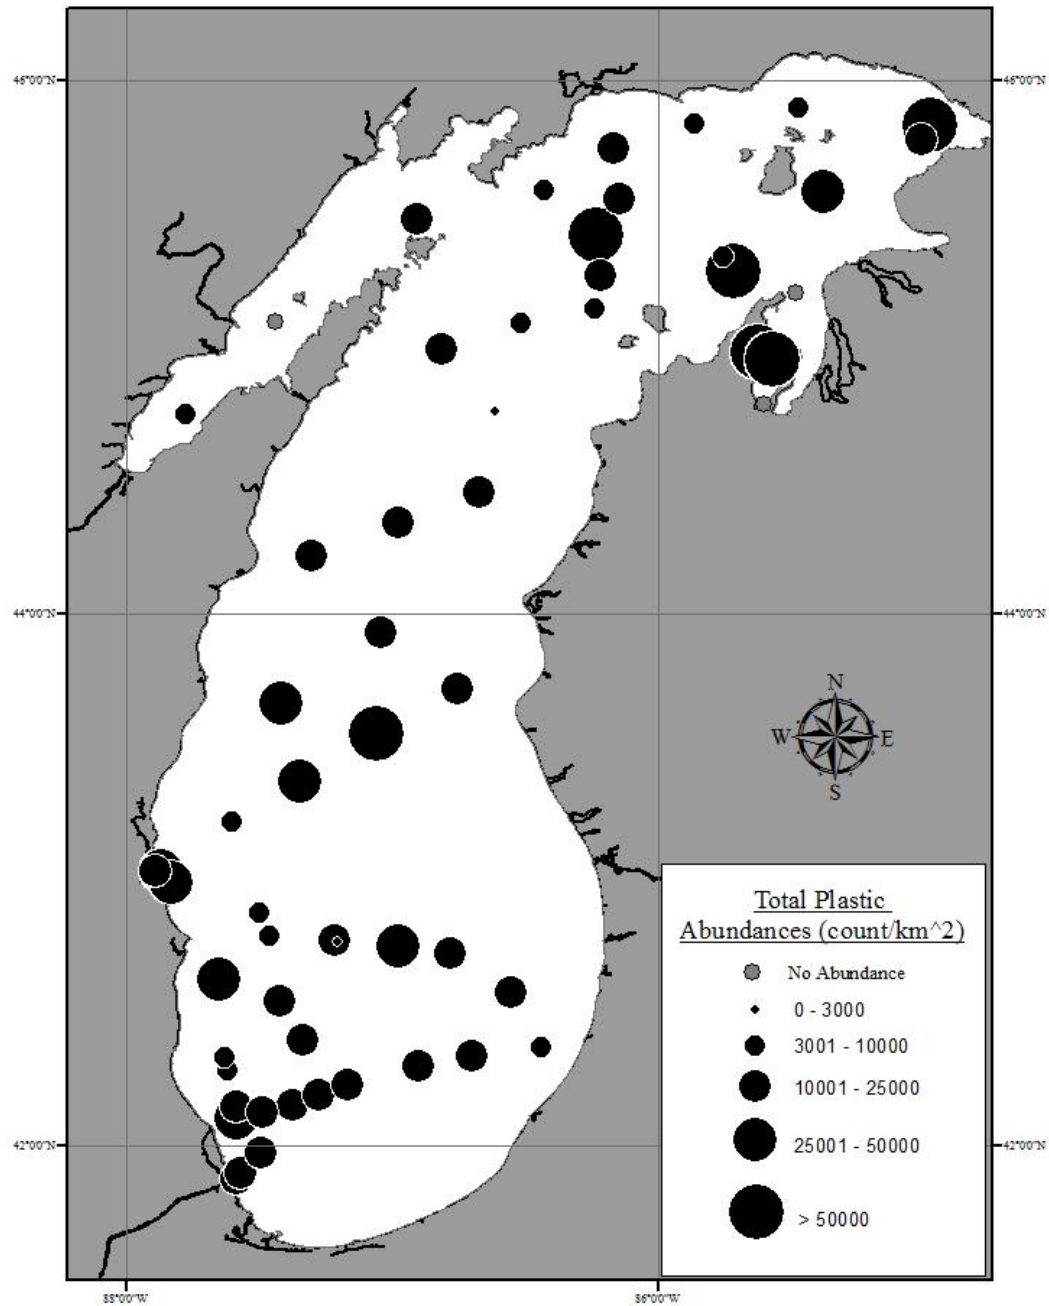 46°00"N
46°00"N
44°00"N
44°00"N
N
W
E
S
Total Plastic
Abundances (count/km^2)
No Abundance
0 - 3000
3001 - 10000
10001 - 25000
25001 - 50000
> 50000
42°00"N
42°00"N
88°00"W
86°00"W